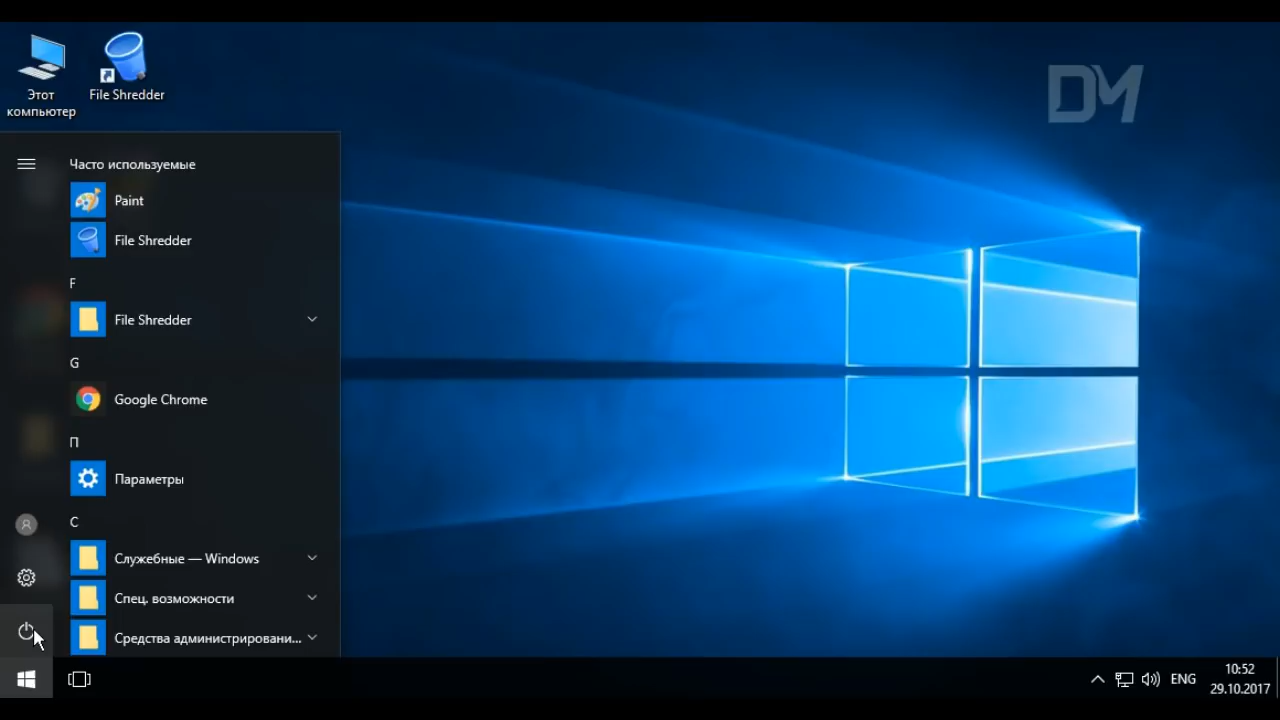 Этот
компьютер
File Shredder
DM
Часто используемые
Paint
File Shredder
F
File Shredder
G
Google Chrome
П
Параметры
С
Служебные — Windows
Спец. возможности
Средства администрировани...
ENG
10:52
29.10.2017